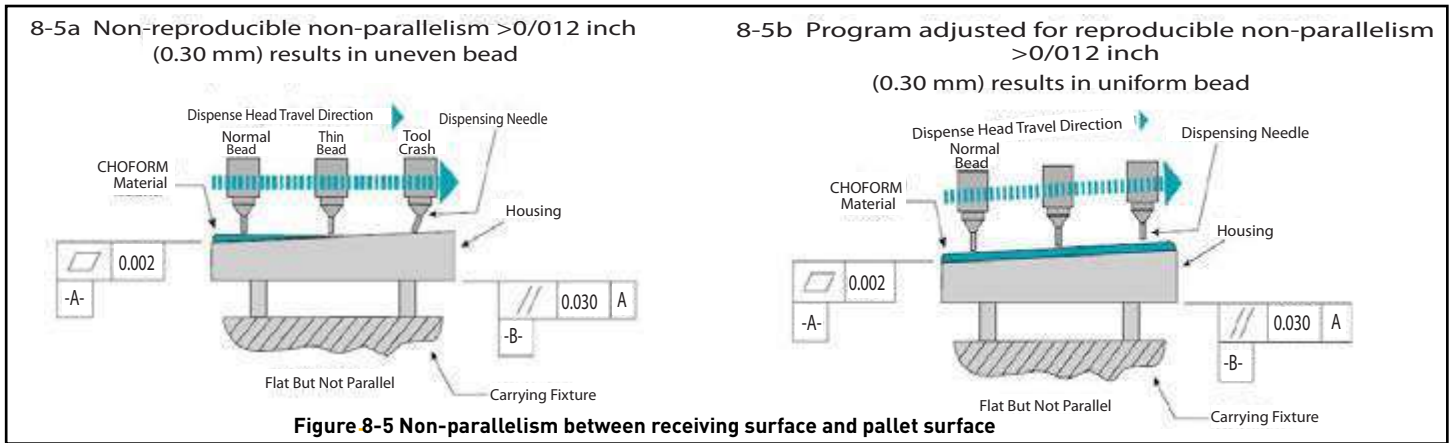 8-5a Non-reproducible non-parallelism >0/012 inch
(0.30 mm) results in uneven bead
Dispense Head Travel Direction
Normal
Bead
Thin
Bead
Tool
Crash
Dispensing Needle
CHOFORM
Material
Housing
0.002
-A-
// 0.030 A
-B-
Flat But Not Parallel
Carrying Fixture
8-5b Program adjusted for reproducible non-parallelism
>0/012 inch
(0.30 mm) results in uniform bead
Dispense Head Travel Direction
Normal
Bead
Dispensing Needle
CHOFORM
Material
Housing
0.002
-A-
// 0.030 A
-B-
Flat But Not Parallel
Carrying Fixture
Figure 8-5 Non-parallelism between receiving surface and pallet surface